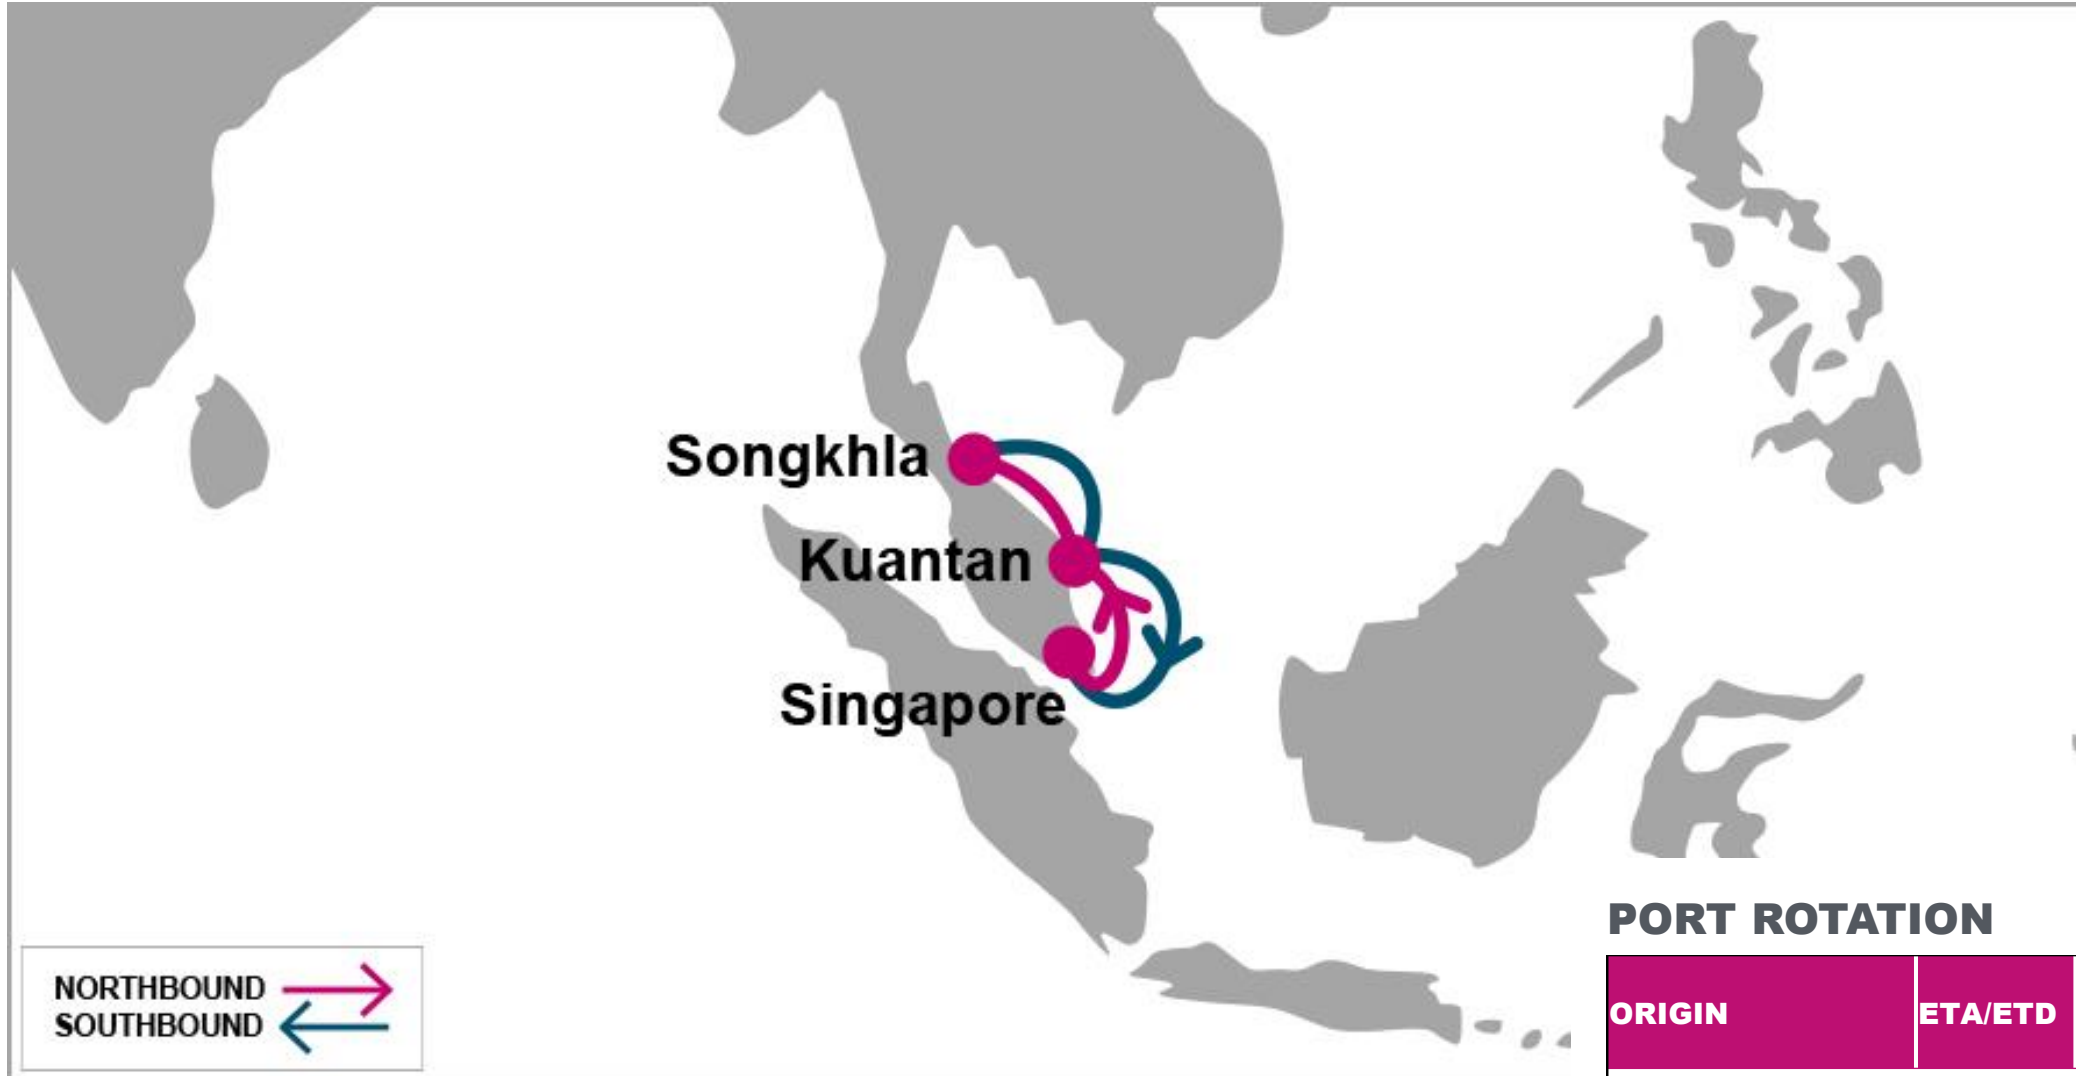 Songkhla
Kuantan
Singapore
NORTHBOUND
SOUTHBOUND
PORT ROTATION
ORIGIN ETA/ETD